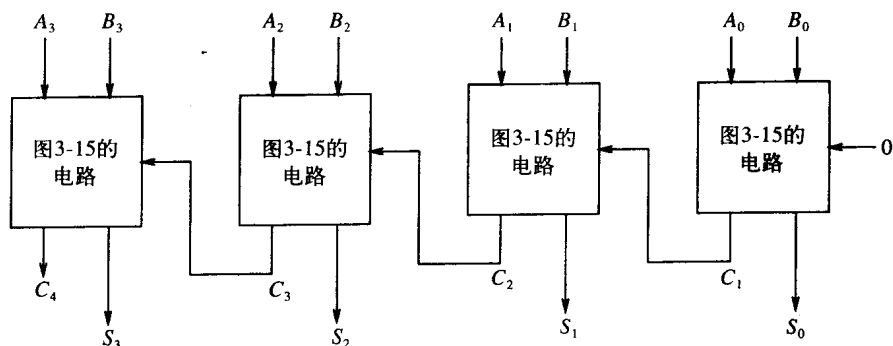 A₃ B₃ A₂ B₂ A₁ B₁ A₀ B₀
图3-15的 图3-15的 图3-15的 图3-15的
电路 电路 电路 电路
0
C₄ C₃ C₂ C₁
S₃ S₂ S₁ S₀